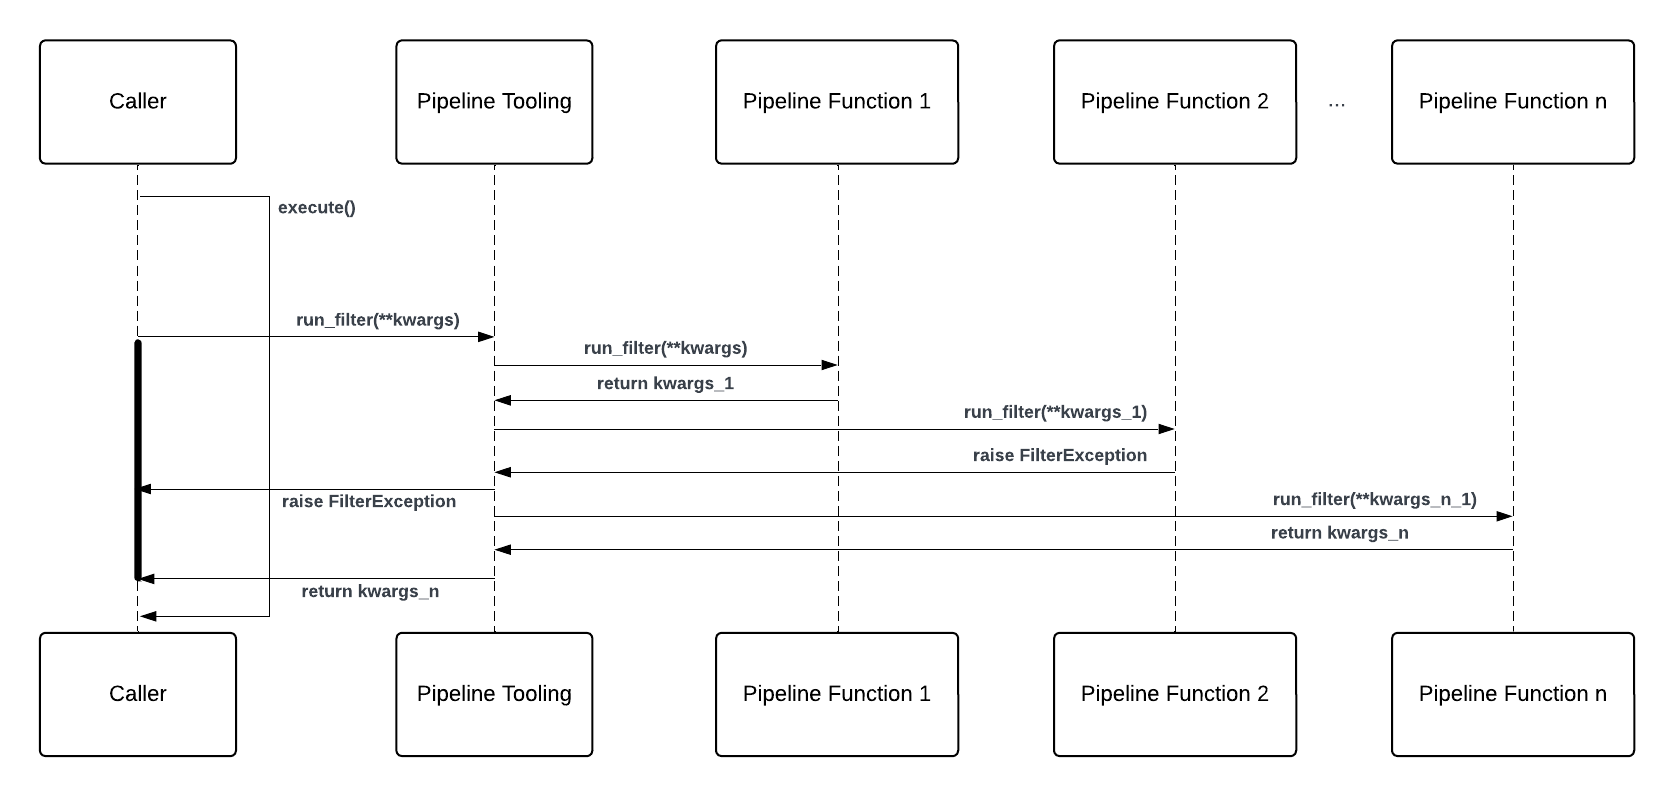 Caller
Pipeline Tooling
Pipeline Function 1
Pipeline Function 2
...
Pipeline Function n
execute()
run_filter(**kwargs)
run_filter(**kwargs)
return kwargs_1
run_filter(**kwargs_1)
raise FilterException
raise FilterException
run_filter(**kwargs_n_1)
return kwargs_n
return kwargs_n
Caller
Pipeline Tooling
Pipeline Function 1
Pipeline Function 2
Pipeline Function n